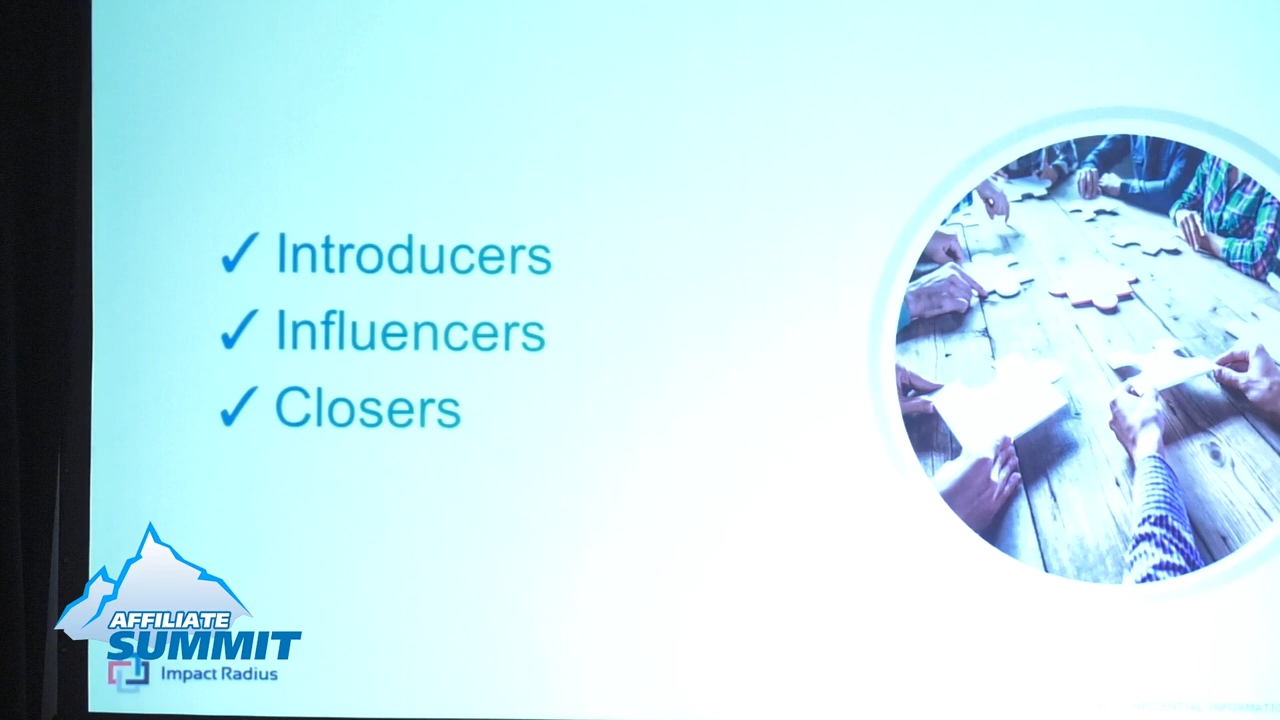 ✓ Introducers
✓ Influencers
✓ Closers
AFFILIATE
SUMMIT
Impact Radius